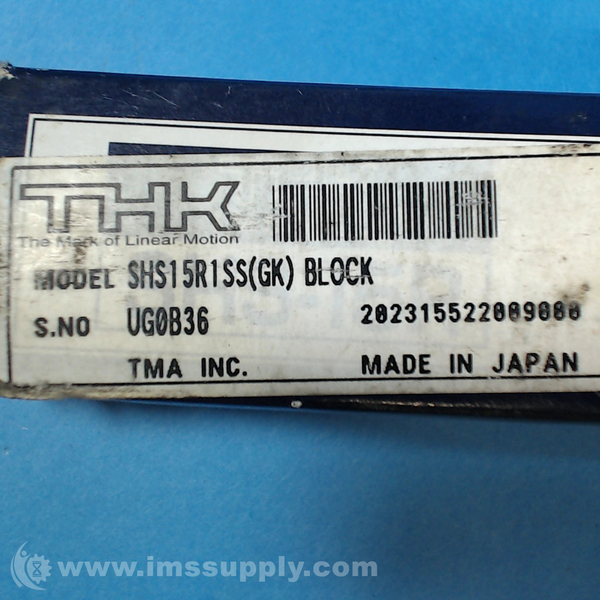 THK
The Mark of Linear Motion
MODEL SHS15R1SS(GK) BLOCK
S.NO UG0B36 202315522009000
TMA INC. MADE IN JAPAN
www.imssupply.com